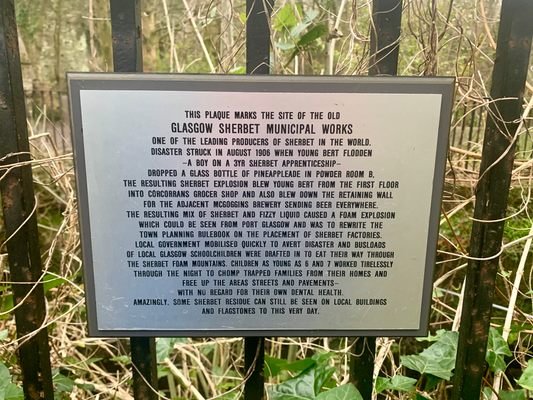 THIS PLAQUE MARKS THE SITE OF THE OLD
GLASGOW SHERBET MUNICIPAL WORKS
ONE OF THE LEADING PRODUCERS OF SHERBET IN THE WORLD.
DISASTER STRUCK IN AUGUST 1906 WHEN YOUNG BERT FLODDEN
–A BOY ON A 3YR SHERBET APPRENTICESHIP–
DROPPED A GLASS BOTTLE OF PINEAPPLEADE IN POWDER ROOM B.
THE RESULTING SHERBET EXPLOSION BLEW YOUNG BERT FROM THE FIRST FLOOR
INTO CORCORRANS GROCER SHOP AND ALSO BLEW DOWN THE RETAINING WALL
FOR THE ADJACENT MCGOGGINS BREWERY SENDING BEER EVERYWHERE.
THE RESULTING MIX OF SHERBET AND FIZZY LIQUID CAUSED A FOAM EXPLOSION
WHICH COULD BE SEEN FROM PORT GLASGOW AND WAS TO REWRITE THE
TOWN PLANNING RULEBOOK ON THE PLACEMENT OF SHERBET FACTORIES.
LOCAL GOVERNMENT MOBILISED QUICKLY TO AVERT DISASTER AND BUSLOADS
OF LOCAL GLASGOW SCHOOLCHILDREN WERE DRAFTED IN TO EAT THEIR WAY THROUGH
THE SHERBET FOAM MOUNTAINS. CHILDREN AS YOUNG AS 6 AND 7 WORKED TIRELESSLY
THROUGH THE NIGHT TO CHOMP TRAPPED FAMILIES FROM THEIR HOMES AND
FREE UP THE AREAS STREETS AND PAVEMENTS–
WITH NO REGARD FOR THEIR OWN DENTAL HEALTH.
AMAZINGLY, SOME SHERBET RESIDUE CAN STILL BE SEEN ON LOCAL BUILDINGS
AND FLAGSTONES TO THIS VERY DAY.